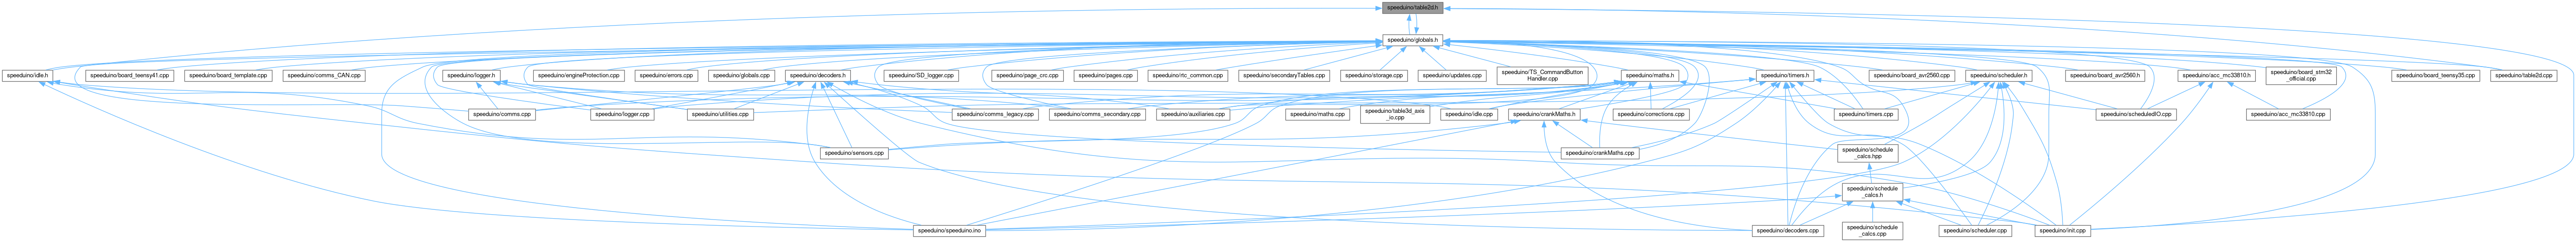 speeduino/table2d.h
speeduino/globals.h
speeduino/idle.h
speeduino/board_teensy41.cpp
speeduino/board_template.cpp
speeduino/comms_CAN.cpp
speeduino/logger.h
speeduino/engineProtection.cpp
speeduino/errors.cpp
speeduino/globals.cpp
speeduino/decoders.h
speeduino/SD_logger.cpp
speeduino/page_crc.cpp
speeduino/pages.cpp
speeduino/rtc_common.cpp
speeduino/secondaryTables.cpp
speeduino/storage.cpp
speeduino/updates.cpp
speeduino/TS_CommandButton
Handler.cpp
speeduino/maths.h
speeduino/timers.h
speeduino/board_avr2560.cpp
speeduino/scheduler.h
speeduino/board_avr2560.h
speeduino/acc_mc33810.h
speeduino/board_stm32
_official.cpp
speeduino/board_teensy35.cpp
speeduino/table2d.cpp
speeduino/comms.cpp
speeduino/logger.cpp
speeduino/utilities.cpp
speeduino/comms_legacy.cpp
speeduino/comms_secondary.cpp
speeduino/auxiliaries.cpp
speeduino/maths.cpp
speeduino/table3d_axis
_io.cpp
speeduino/idle.cpp
speeduino/crankMaths.h
speeduino/corrections.cpp
speeduino/timers.cpp
speeduino/scheduledIO.cpp
speeduino/acc_mc33810.cpp
speeduino/sensors.cpp
speeduino/crankMaths.cpp
speeduino/schedule
_calcs.hpp
speeduino/schedule
_calcs.h
speeduino/speeduino.ino
speeduino/decoders.cpp
speeduino/schedule
_calcs.cpp
speeduino/scheduler.cpp
speeduino/init.cpp